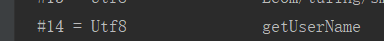 #14 = Utf8 getUserName